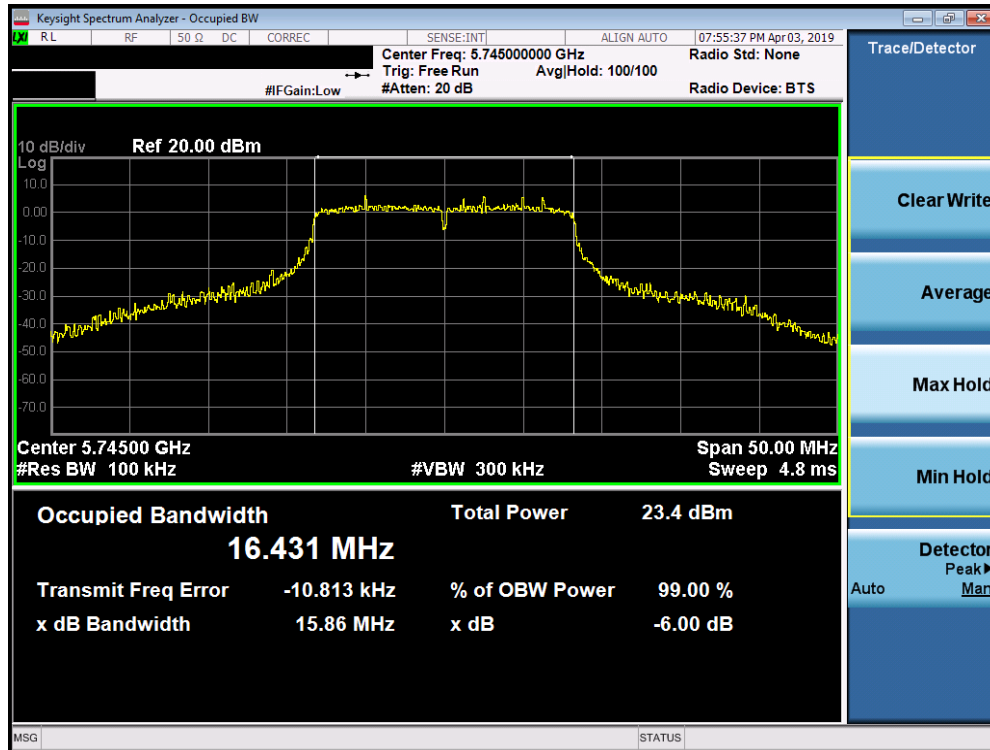 Keysight Spectrum Analyzer - Occupied BW
LXI RL RF 50 Ω DC CORREC SENSE:INT ALIGN AUTO 07:55:37 PM Apr 03, 2019
Center Freq: 5.745000000 GHz Radio Std: None
Trig: Free Run Avg|Hold: 100/100
#IFGain:Low #Atten: 20 dB Radio Device: BTS
10 dB/div Ref 20.00 dBm
Log
10.0
0.00
-10.0
-20.0
-30.0
-40.0
-50.0
-60.0
-70.0
Center 5.74500 GHz Span 50.00 MHz
#Res BW 100 kHz #VBW 300 kHz Sweep 4.8 ms
Occupied Bandwidth Total Power 23.4 dBm
16.431 MHz
Transmit Freq Error -10.813 kHz % of OBW Power 99.00 %
x dB Bandwidth 15.86 MHz x dB -6.00 dB
Trace/Detector
Clear Write
Average
Max Hold
Min Hold
Detector
Peak▶
Auto Man
MSG STATUS